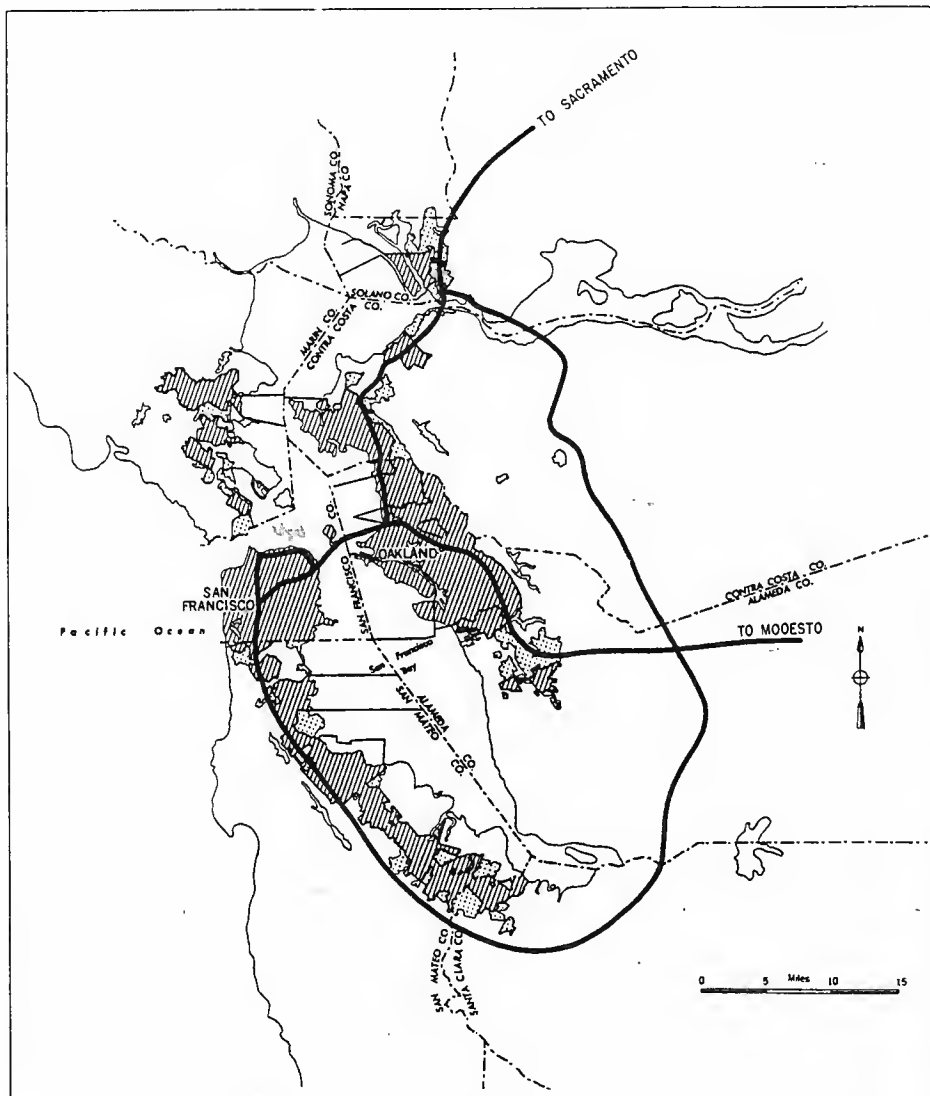 TO SACRAMENTO
SONOMA CO
NAPA CO
SOLANO CO.
CO.
MARIN CO
CONTRA COSTA
CO.
OAKLAND
SAN
FRANCISCO
SAN FRANCISCO
CONTRA COSTA CO.
ALAMEDA CO.
Pacific Ocean
TO MODESTO
San Francisco
Bay
N
ALAMEDA
SAN MATEO
CO.
CO.
SAN MATEO CO
SANTA CLARA CO
0 5 Miles 10 15